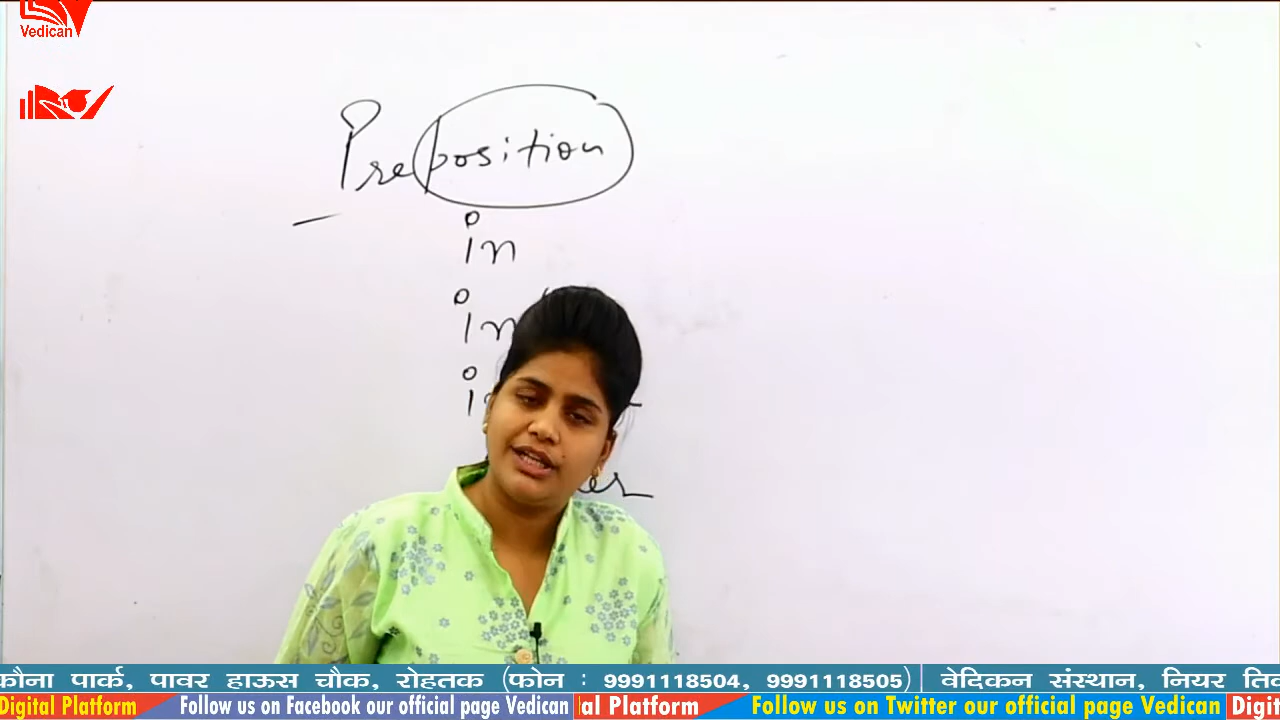 Vedican
Preposition
in
कौना पार्क, पावर हाऊस चौक, रोहतक (फोन : 9991118504, 9991118505) वेदिकन संस्थान, नियर
Digital Platform Follow us on Facebook our official page Vedican al Platform Follow us on Twitter our official page Vedican Digit